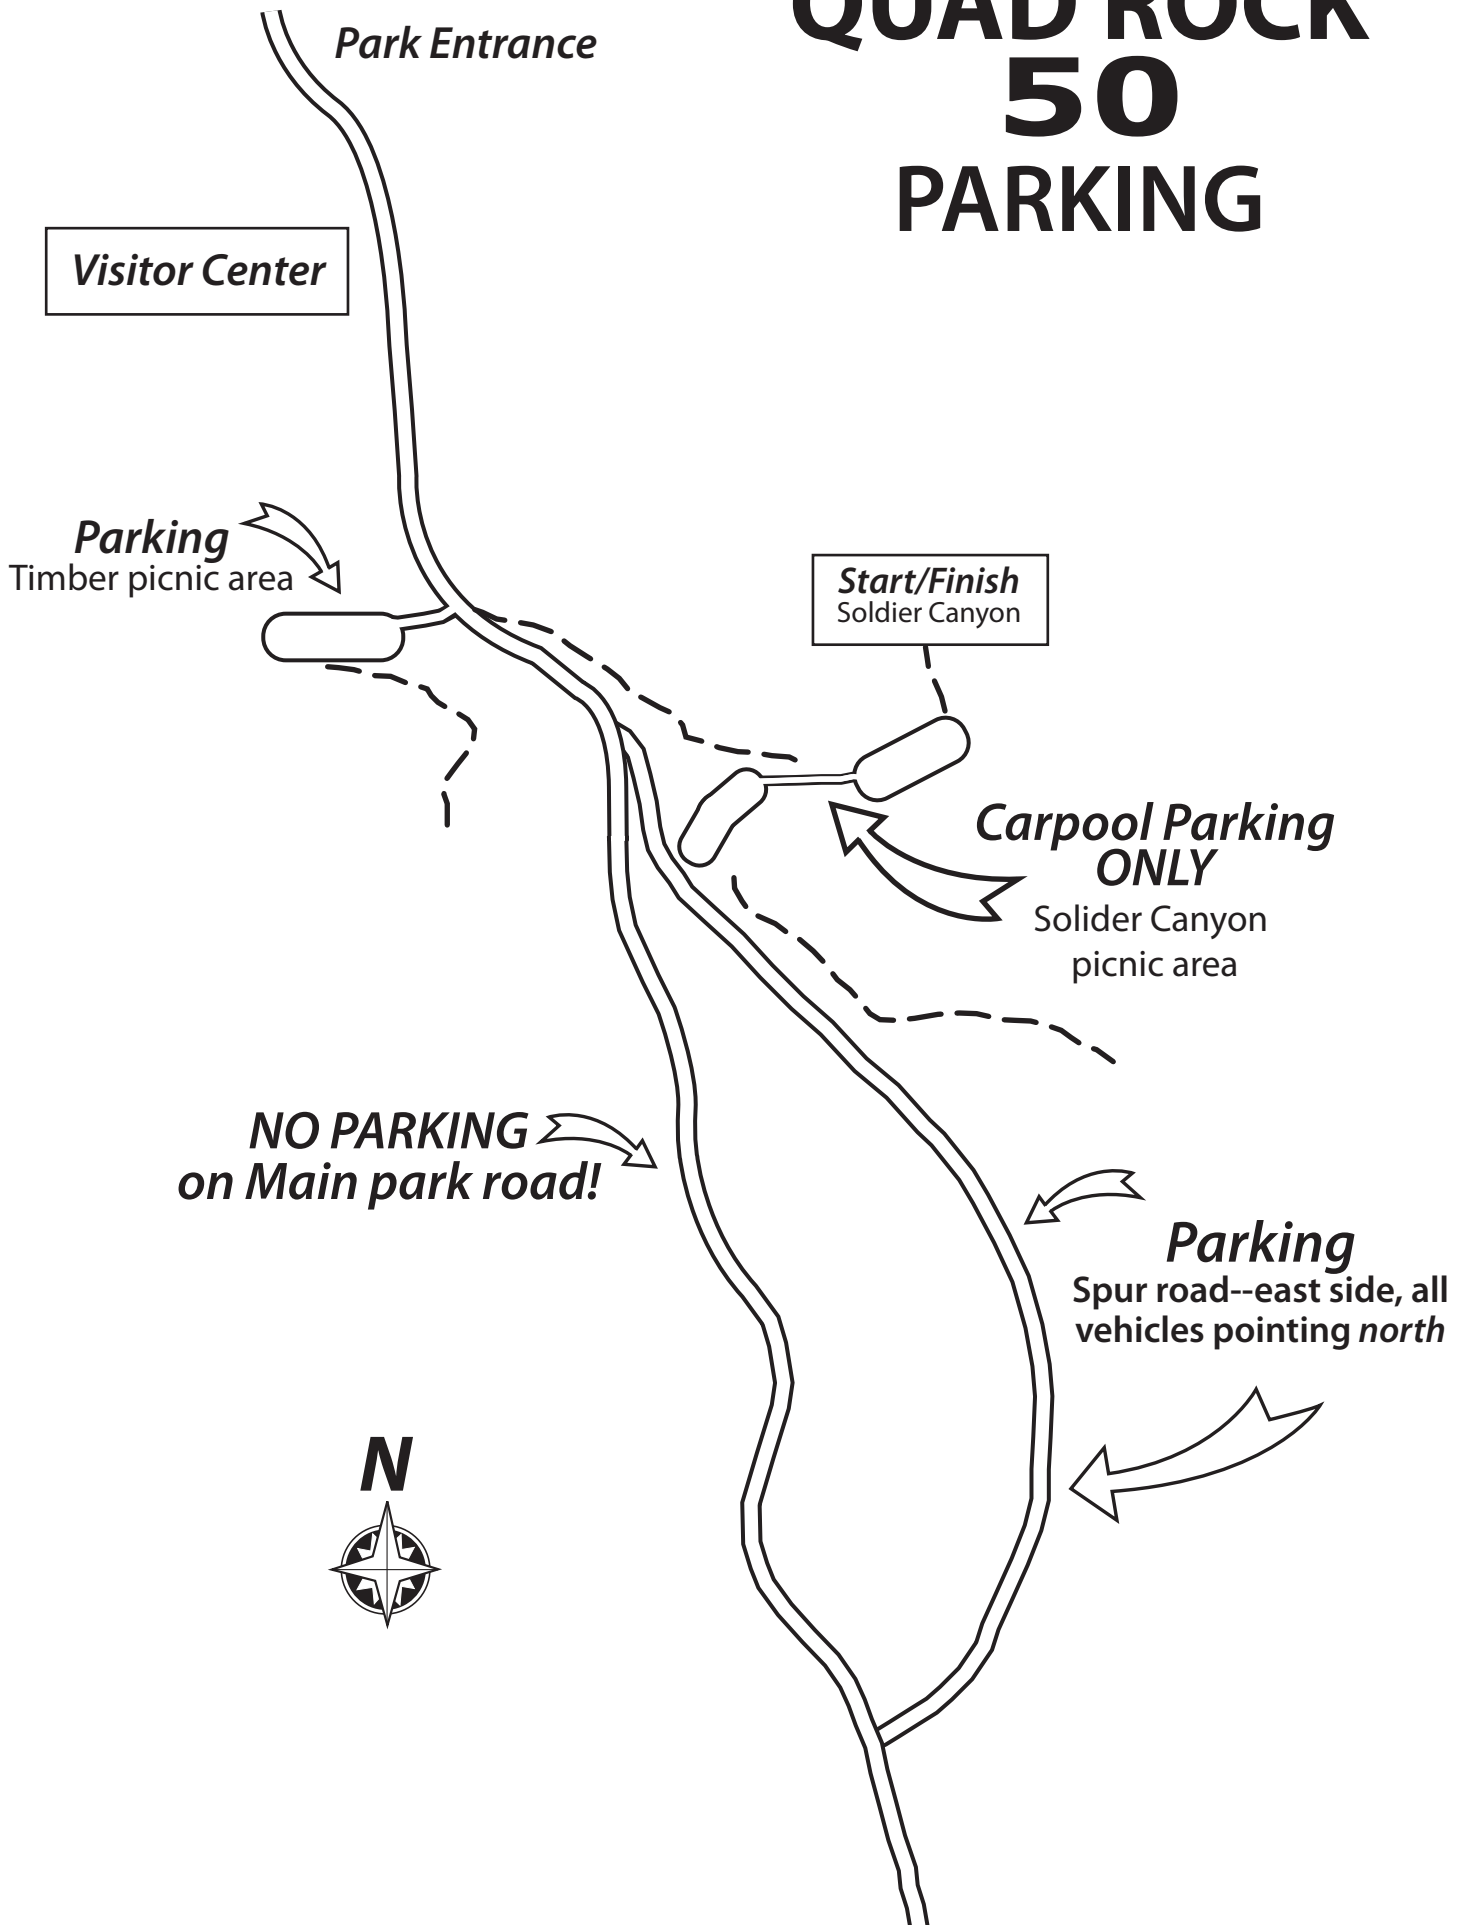 QUAD ROCK
50
PARKING
Park Entrance
Visitor Center
Parking
Timber picnic area
Start/Finish
Soldier Canyon
Carpool Parking
ONLY
Solider Canyon
picnic area
NO PARKING
on Main park road!
Parking
Spur road--east side, all
vehicles pointing north
N